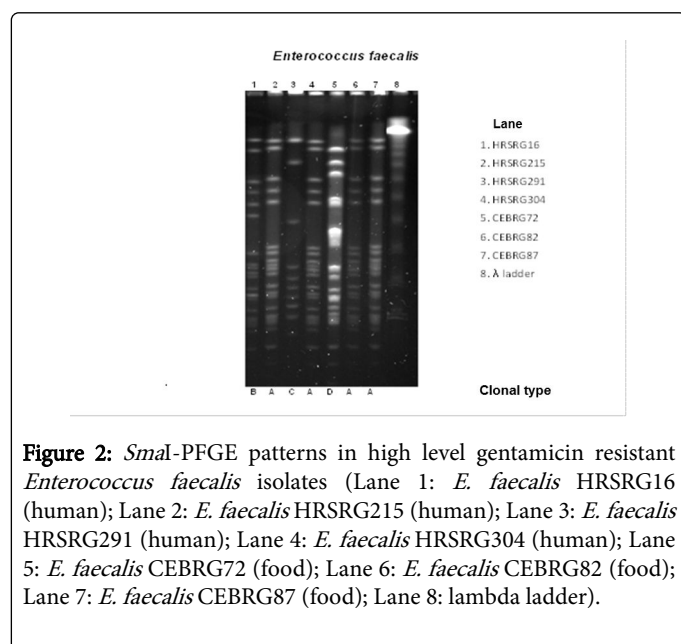 Enterococcus faecalis
1 2 3 4 5 6 7 8
Lane
1. HRSRG16
2. HRSRG215
3. HRSRG291
4. HRSRG304
5. CEBRG72
6. CEBRG82
7. CEBRG87
8. λ ladder
B A C A D A A
Clonal type
Figure 2: SmaI-PFGE patterns in high level gentamicin resistant
Enterococcus faecalis isolates (Lane 1: E. faecalis HRSRG16
(human); Lane 2: E. faecalis HRSRG215 (human); Lane 3: E. faecalis
HRSRG291 (human); Lane 4: E. faecalis HRSRG304 (human); Lane
5: E. faecalis CEBRG72 (food); Lane 6: E. faecalis CEBRG82 (food);
Lane 7: E. faecalis CEBRG87 (food); Lane 8: lambda ladder).